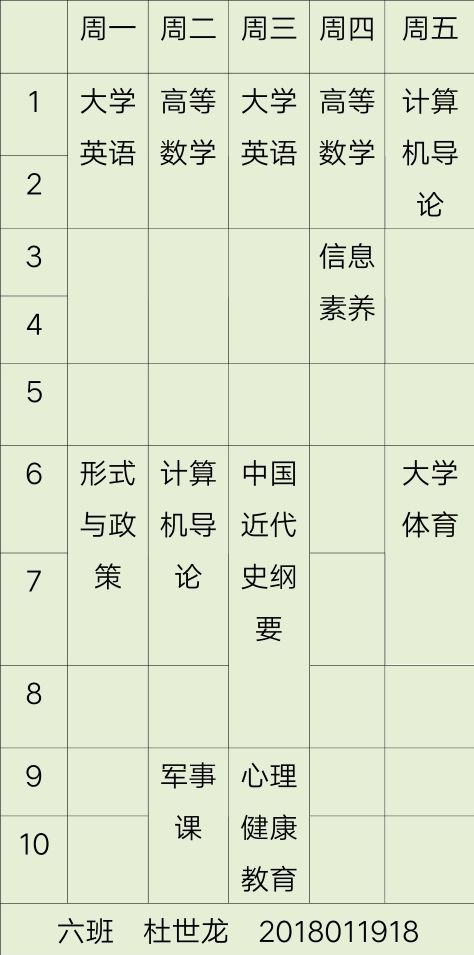 周一 周二 周三 周四 周五
1 大学 高等 大学 高等 计算
英语 数学 英语 数学 机导
2 论
3 信息
素养
4
5
6 形式 计算 中国 大学
与政 机导 近代 体育
7 策 论 史纲
要
8
9 军事 心理
课 健康
10 教育
六班 杜世龙 2018011918